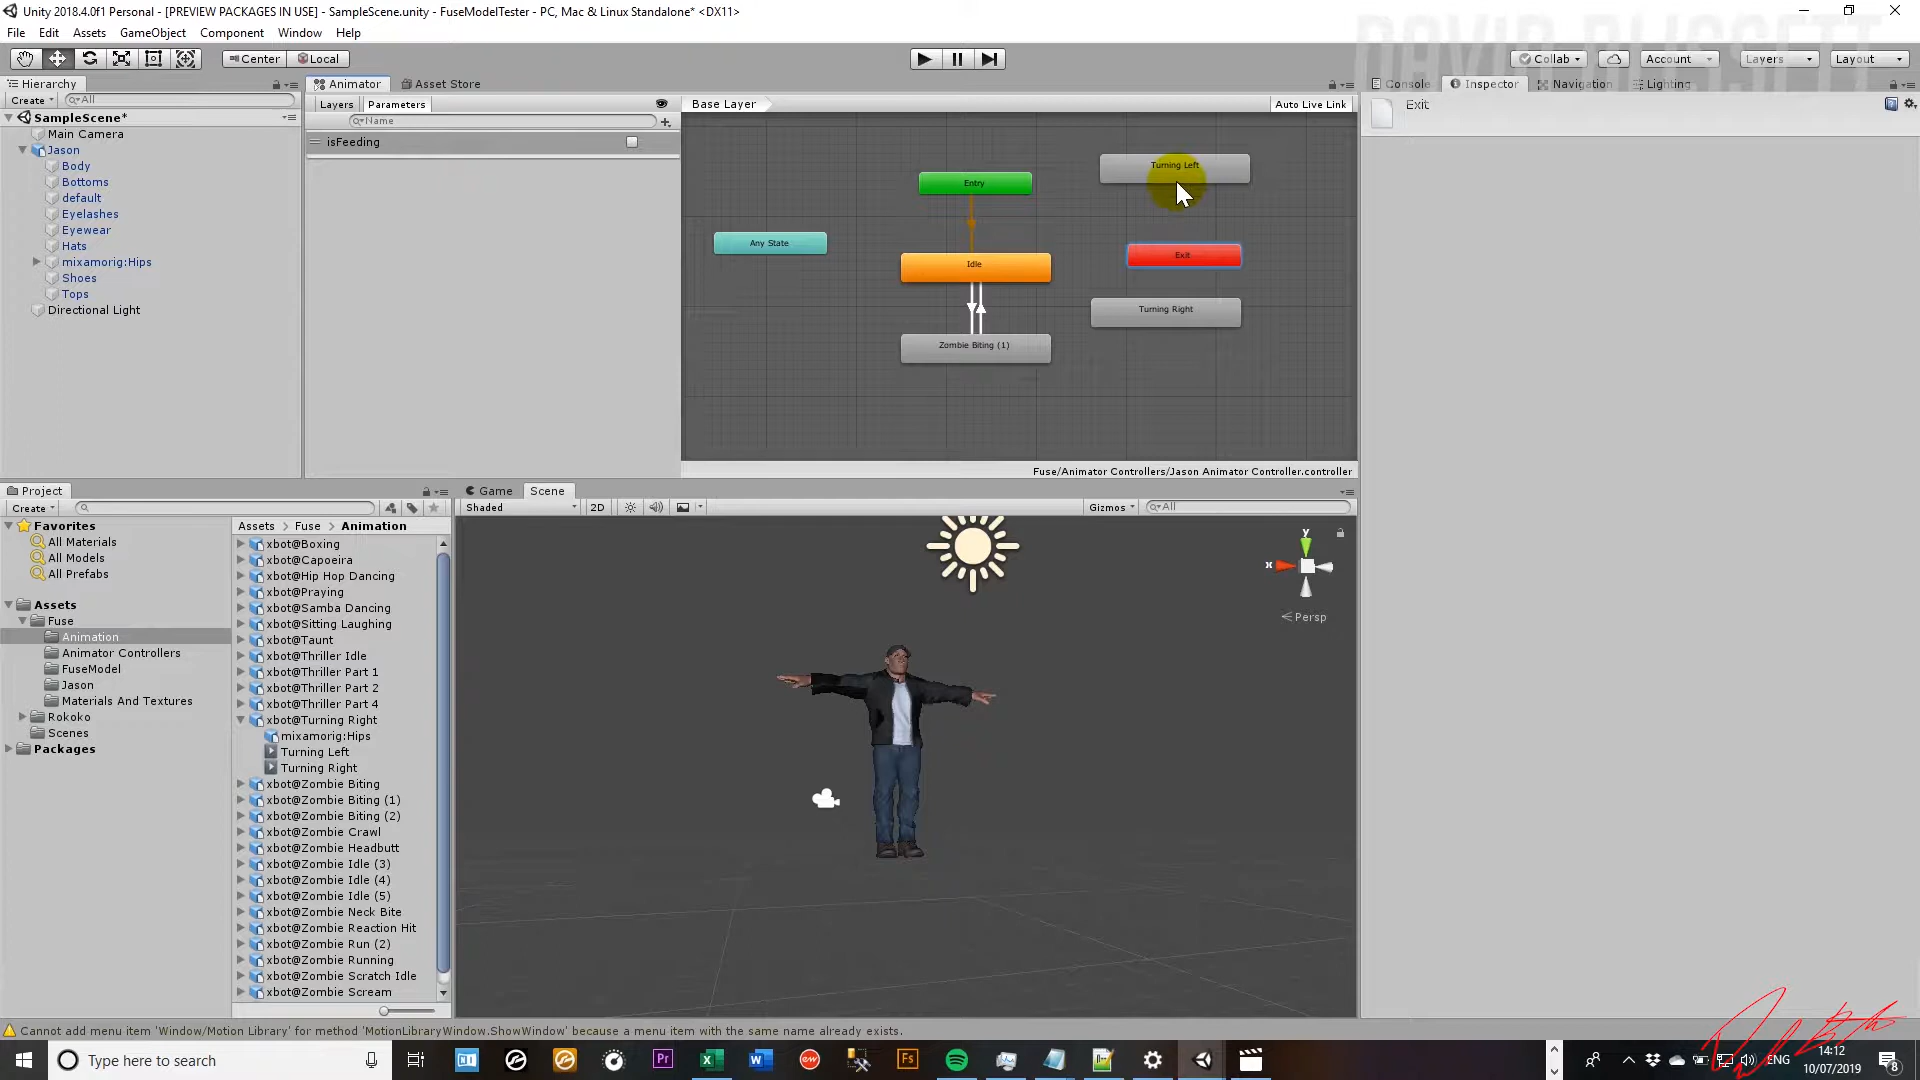 Unity 2018.4.0f1 Personal - [PREVIEW PACKAGES IN USE] - SampleScene.unity - FuseModelTester - PC, Mac & Linux Standalone* <DX11>
File Edit Assets GameObject Component Window Help
Center Local Collab Account Layers Layout
Hierarchy Animator Asset Store Console Inspector Navigation Lighting
Create All Layers Parameters Base Layer Auto Live Link Exit
SampleScene* Name
Main Camera isFeeding
Jason
Body Turning Left
Bottoms Entry
default
Eyelashes
Eyewear
Hats Any State Exit
mixamorig:Hips Idle
Shoes
Tops
Directional Light Turning Right
Zombie Biting (1)
Fuse/Animator Controllers/Jason Animator Controller.controller
Project Game Scene
Create Shaded 2D Gizmos All
Favorites Assets Fuse Animation
All Materials
All Models
All Prefabs
Assets
Fuse
Animation
Animator Controllers
FuseModel
Jason
Materials And Textures
Rokoko
Scenes
Packages
xbot@Boxing
xbot@Capoeira
xbot@Hip Hop Dancing
xbot@Praying
xbot@Samba Dancing
xbot@Sitting Laughing
xbot@Taunt
xbot@Thriller Idle
xbot@Thriller Part 1
xbot@Thriller Part 2
xbot@Thriller Part 4
xbot@Turning Right
mixamorig:Hips
Turning Left
Turning Right
xbot@Zombie Biting
xbot@Zombie Biting (1)
xbot@Zombie Biting (2)
xbot@Zombie Crawl
xbot@Zombie Headbutt
xbot@Zombie Idle (3)
xbot@Zombie Idle (4)
xbot@Zombie Idle (5)
xbot@Zombie Neck Bite
xbot@Zombie Reaction Hit
xbot@Zombie Run (2)
xbot@Zombie Running
xbot@Zombie Scratch Idle
xbot@Zombie Scream
y
x
Persp
Cannot add menu item 'Window/Motion Library' for method 'MotionLibraryWindow.ShowWindow' because a menu item with the same name already exists.
Type here to search
Pr
Fs
ENG
14:12
10/07/2019
8